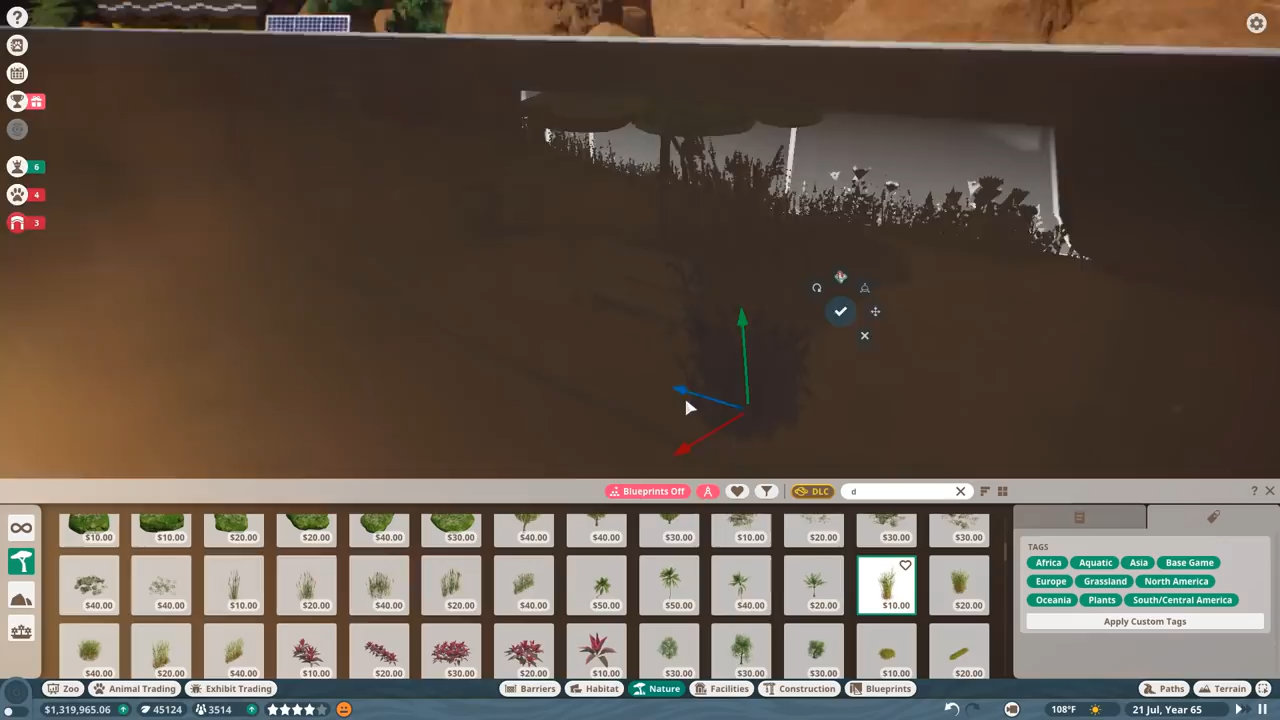 ?
6
4
3
Blueprints Off
DLC
d
?
$10.00 $10.00 $20.00 $20.00 $40.00 $30.00 $40.00 $40.00 $30.00 $10.00 $20.00 $30.00 $30.00
$40.00 $40.00 $10.00 $20.00 $40.00 $20.00 $40.00 $50.00 $50.00 $40.00 $20.00 $10.00 $20.00
$40.00 $20.00 $40.00 $10.00 $20.00 $30.00 $20.00 $10.00 $30.00 $30.00 $30.00 $10.00 $10.00
TAGS
Africa Aquatic Asia Base Game
Europe Grassland North America
Oceania Plants South/Central America
Apply Custom Tags
Zoo Animal Trading Exhibit Trading Barriers Habitat Nature Facilities Construction Blueprints Paths Terrain
$1,319,965.06 45124 3514 108°F 21 Jul, Year 65